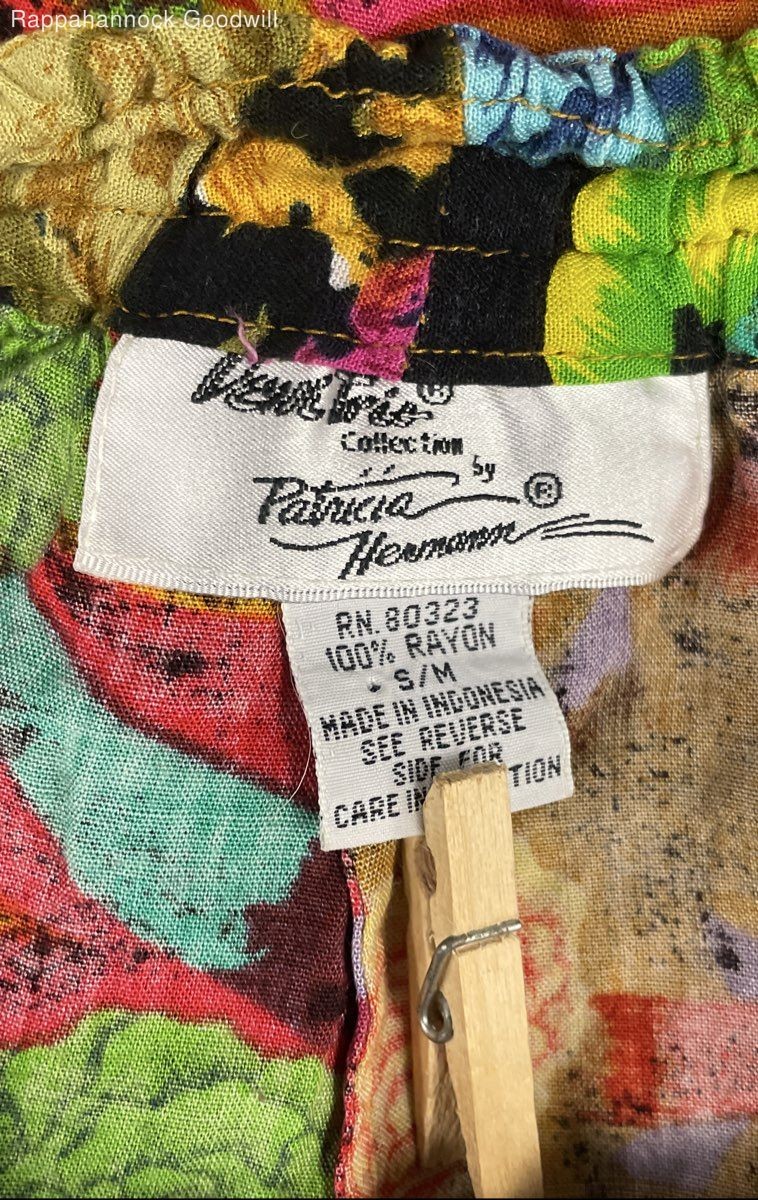 Rappahannock Goodwill
Collection
by
Patricia ®
Hermann
RN. 80323
100% RAYON
S/M
MADE IN INDONESIA
SEE REVERSE
SIDE FOR
CARE IN TION